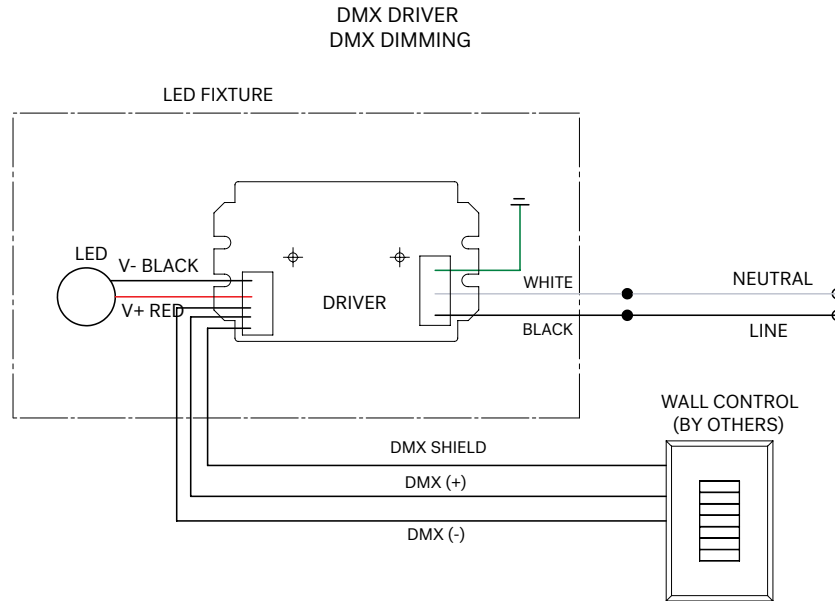 DMX DRIVER
DMX DIMMING
LED FIXTURE
LED
V- BLACK
V+ RED
DRIVER
WHITE
NEUTRAL
BLACK
LINE
WALL CONTROL
(BY OTHERS)
DMX SHIELD
DMX (+)
DMX (-)